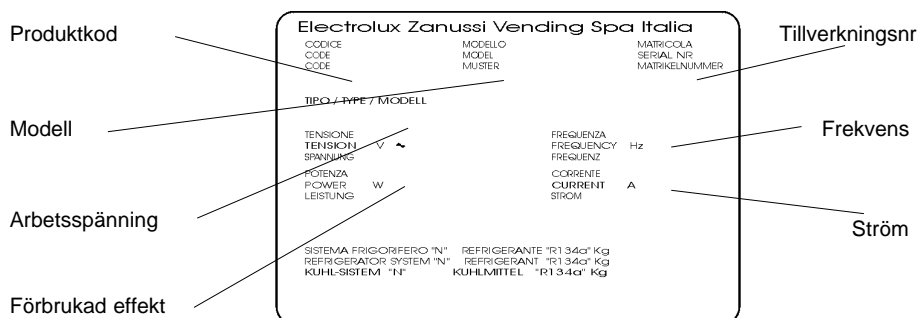 Electrolux Zanussi Vending Spa Italia
Produktkod
Tillverkningsnr
CODICE MODELLO MATRICOLA
CODE MODEL SERIAL NR
CODE MUSTER MATRIKELNUMMER
TIPO / TYPE / MODELL
Modell
Frekvens
TENSIONE FREQUENZA
TENSION V ~ FREQUENCY Hz
SPANNUNG FREQUENZ
POTENZA CORRENTE
POWER W CURRENT A
LEISTUNG STROM
Arbetsspänning
Ström
SISTEMA FRIGORIFERO "N" REFRIGERANTE "R134a" Kg
REFRIGERATOR SYSTEM "N" REFRIGERANT "R134a" Kg
KUHL-SISTEM "N" KUHLMITTEL "R134a" Kg
Förbrukad effekt